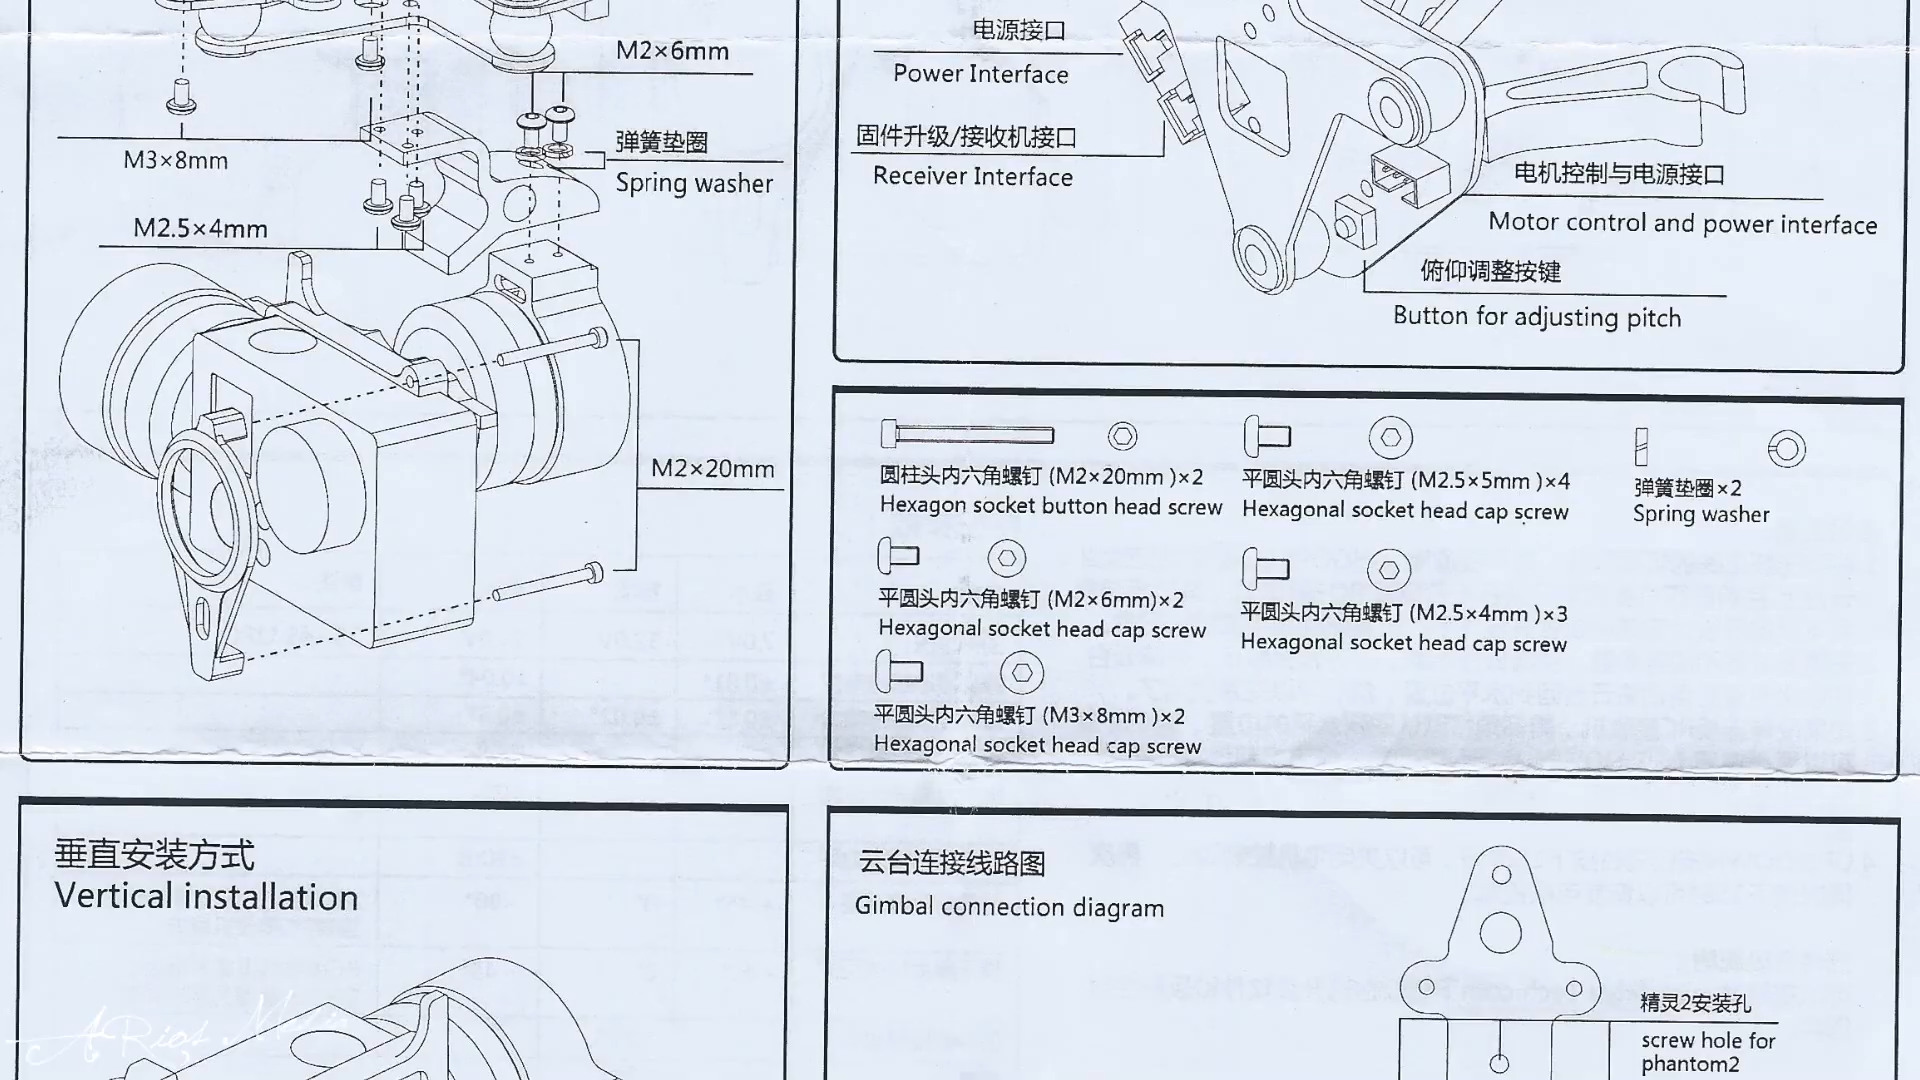 M2×6mm
弹簧垫圈
Spring washer
M3×8mm
M2.5×4mm
M2×20mm
电源接口
Power Interface
固件升级/接收机接口
Receiver Interface
电机控制与电源接口
Motor control and power interface
俯仰调整按键
Button for adjusting pitch
圆柱头内六角螺钉 (M2×20mm )×2
Hexagon socket button head screw
平圆头内六角螺钉 (M2.5×5mm )×4
Hexagonal socket head cap screw
弹簧垫圈×2
Spring washer
平圆头内六角螺钉 (M2×6mm)×2
Hexagonal socket head cap screw
平圆头内六角螺钉 (M2.5×4mm )×3
Hexagonal socket head cap screw
平圆头内六角螺钉 (M3×8mm )×2
Hexagonal socket head cap screw
垂直安装方式
Vertical installation
云台连接线路图
Gimbal connection diagram
精灵2安装孔
screw hole for
phantom2
ARios Media